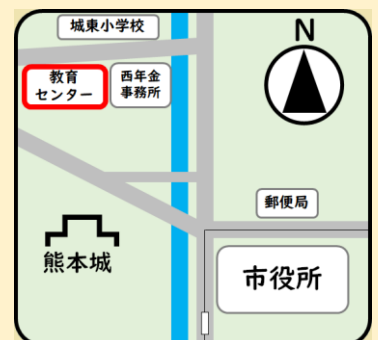 城東小学校
N
教育
センター
西年金
事務所
郵便局
熊本城
市役所